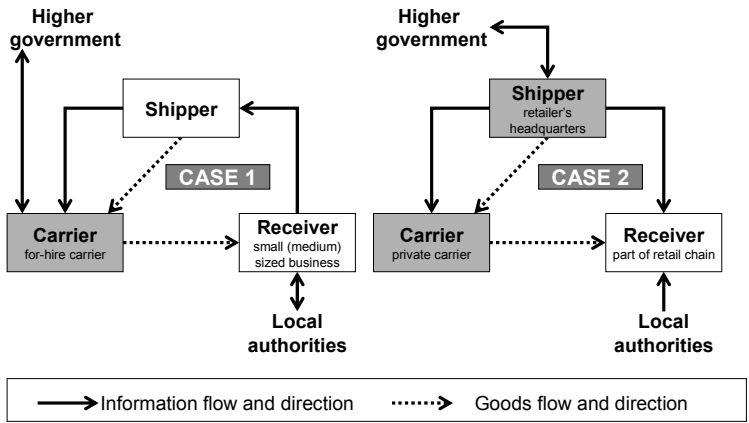 Higher
government
Shipper
CASE 1
Carrier
for-hire carrier
Receiver
small (medium)
sized business
Local
authorities
Higher
government
Shipper
retailer's
headquarters
CASE 2
Carrier
private carrier
Receiver
part of retail chain
Local
authorities
Information flow and direction
Goods flow and direction